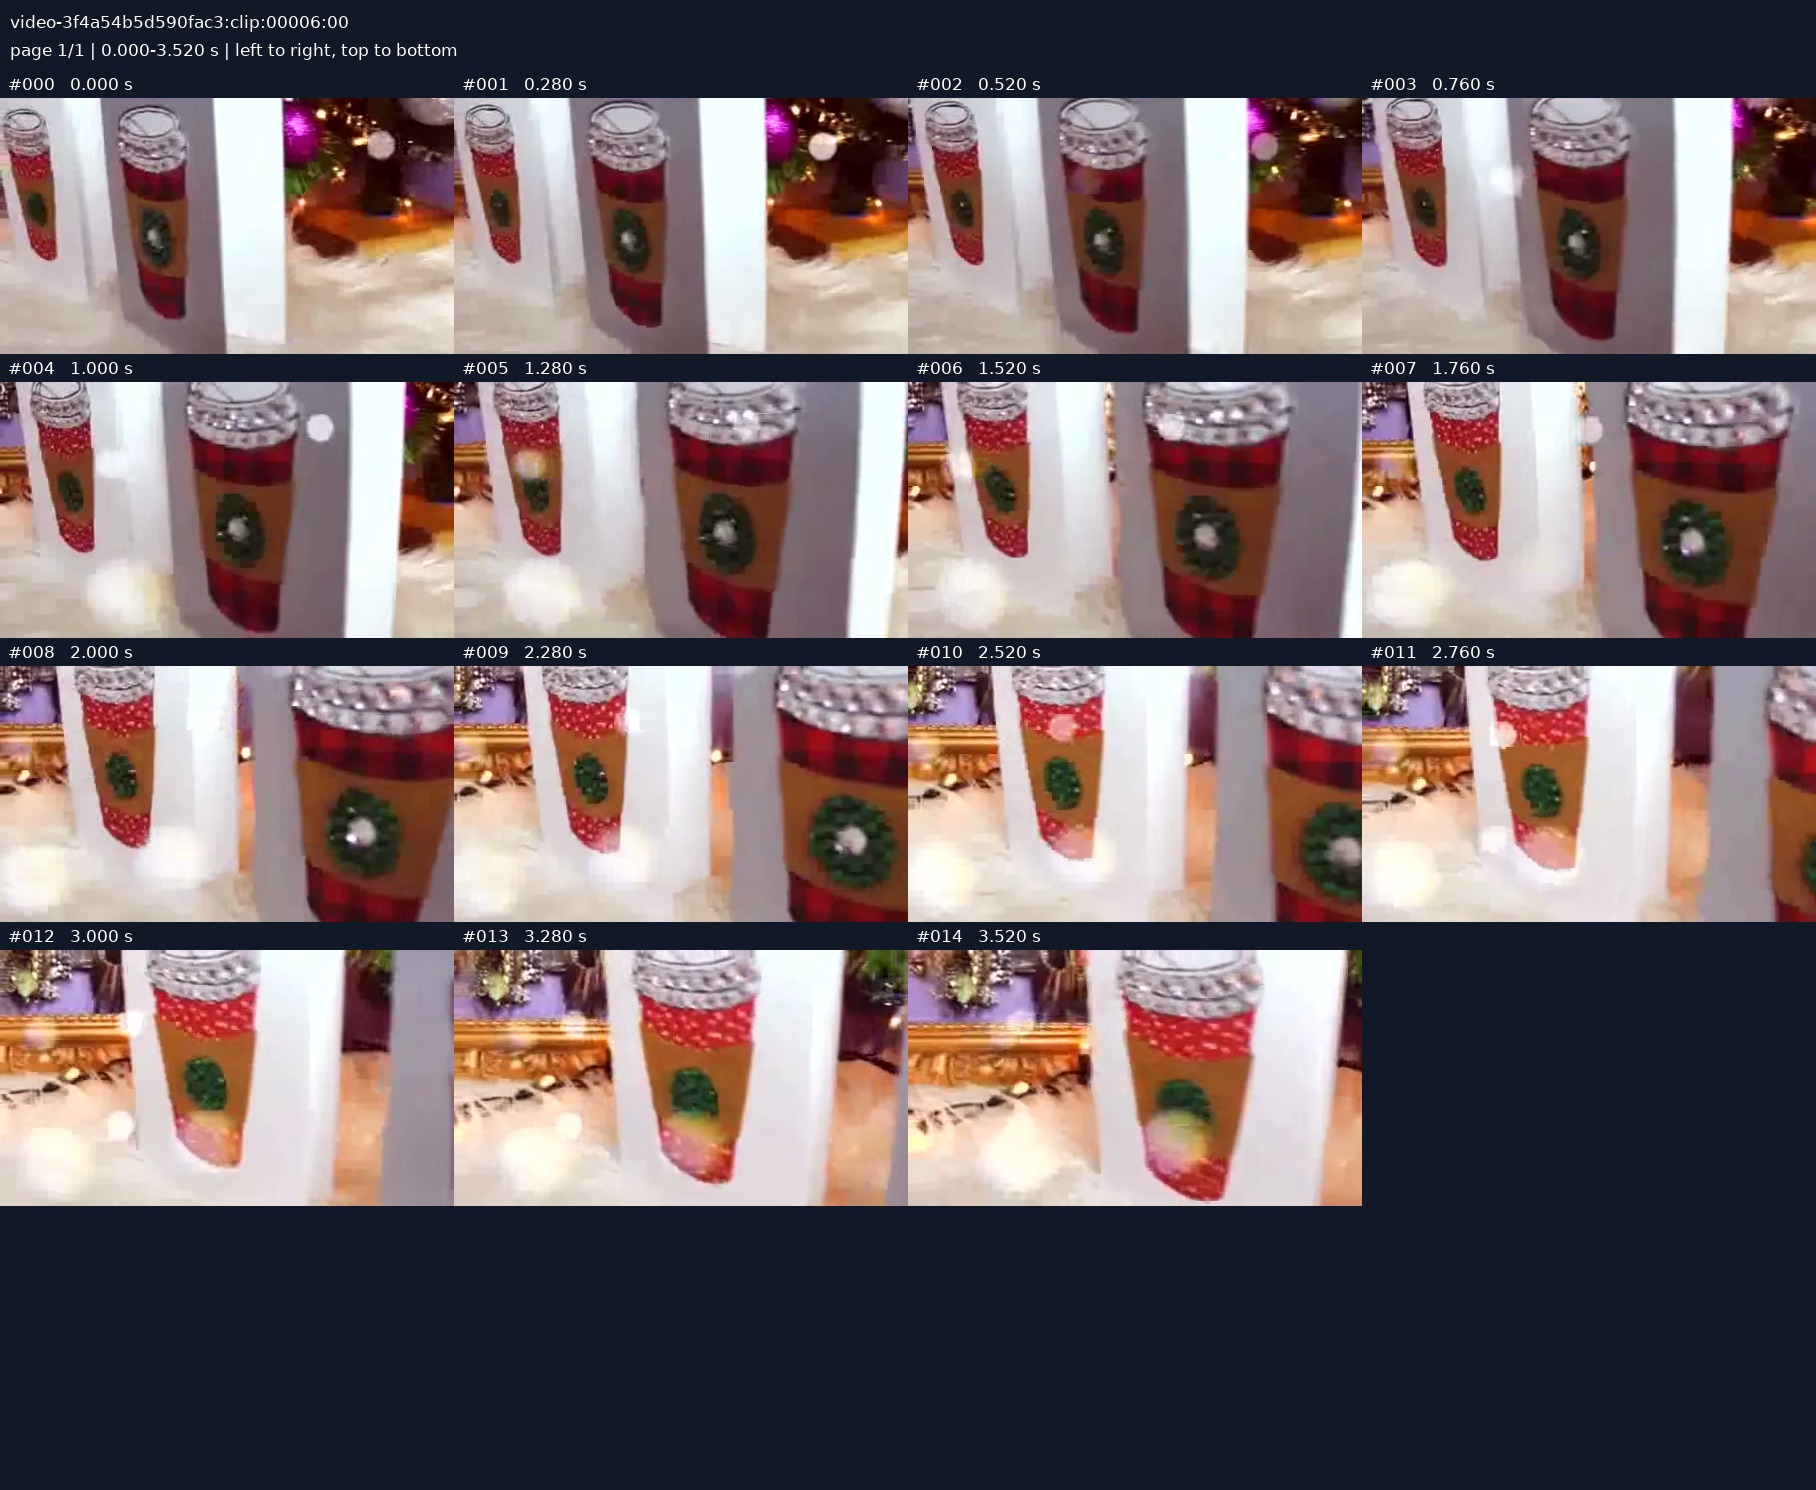 video-3f4a54b5d590fac3:clip:00006:00
page 1/1 | 0.000-3.520 s | left to right, top to bottom
#000 0.000 s
#001 0.280 s
#002 0.520 s
#003 0.760 s
#004 1.000 s
#005 1.280 s
#006 1.520 s
#007 1.760 s
#008 2.000 s
#009 2.280 s
#010 2.520 s
#011 2.760 s
#012 3.000 s
#013 3.280 s
#014 3.520 s